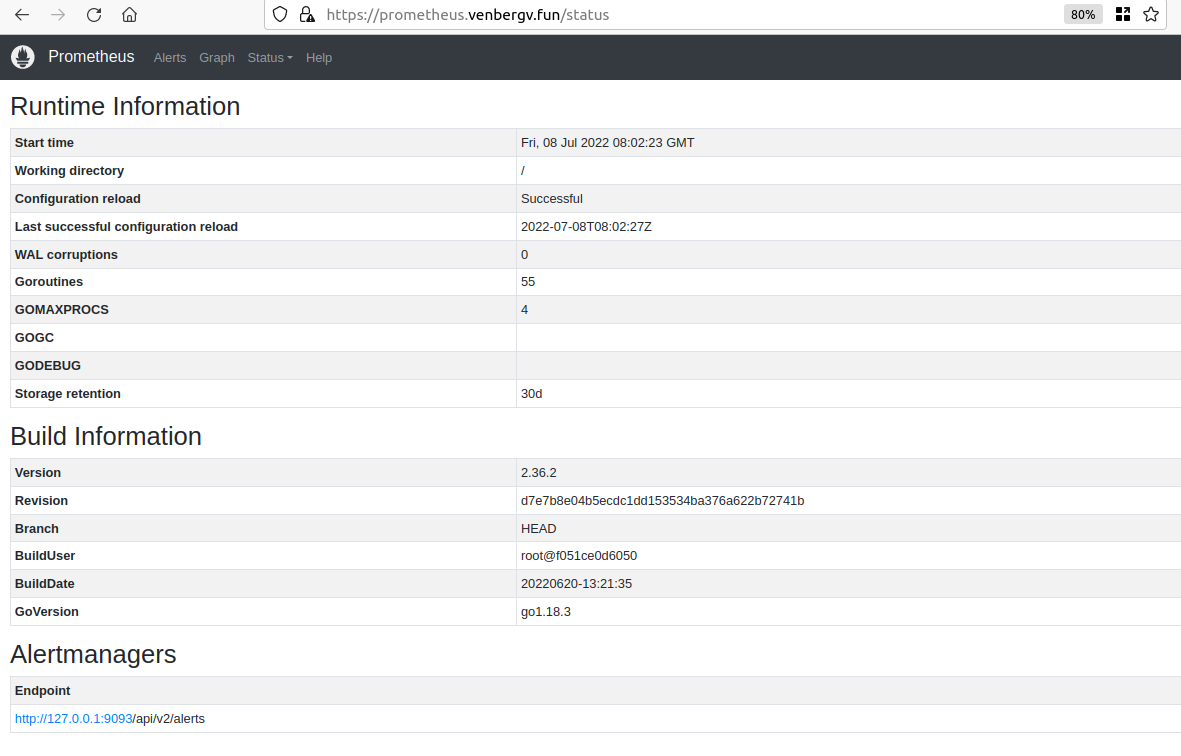 https://prometheus.venbergv.fun/status 80%
Prometheus Alerts Graph Status Help
Runtime Information
Start time Fri, 08 Jul 2022 08:02:23 GMT
Working directory /
Configuration reload Successful
Last successful configuration reload 2022-07-08T08:02:27Z
WAL corruptions 0
Goroutines 55
GOMAXPROCS 4
GOGC
GODEBUG
Storage retention 30d
Build Information
Version 2.36.2
Revision d7e7b8e04b5ecdc1dd153534ba376a622b72741b
Branch HEAD
BuildUser root@f051ce0d6050
BuildDate 20220620-13:21:35
GoVersion go1.18.3
Alertmanagers
Endpoint
http://127.0.0.1:9093/api/v2/alerts